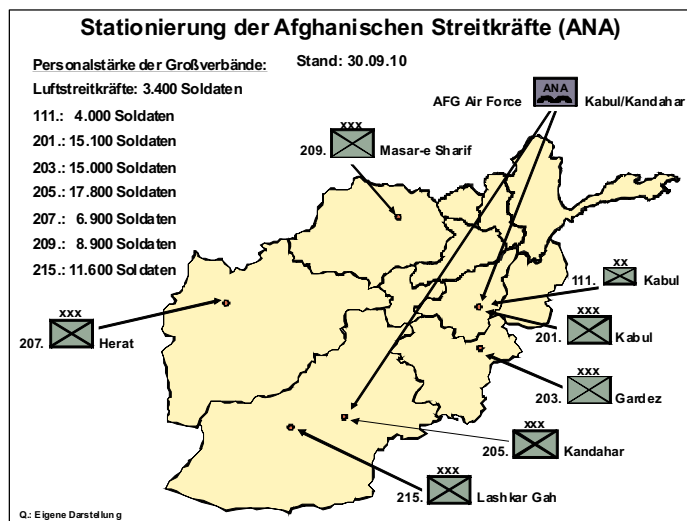 Stationierung der Afghanischen Streitkräfte (ANA)
Personalstärke der Großverbände:
Stand: 30.09.10
Luftstreitkräfte: 3.400 Soldaten
111.: 4.000 Soldaten
201.: 15.100 Soldaten
203.: 15.000 Soldaten
205.: 17.800 Soldaten
207.: 6.900 Soldaten
209.: 8.900 Soldaten
215.: 11.600 Soldaten
ANA
AFG Air Force Kabul/Kandahar
xxx
209. Masar-e Sharif
xx
111. Kabul
xxx
201. Kabul
xxx
207. Herat
xxx
203. Gardez
xxx
205. Kandahar
xxx
215. Lashkar Gah
Q.: Eigene Darstellung